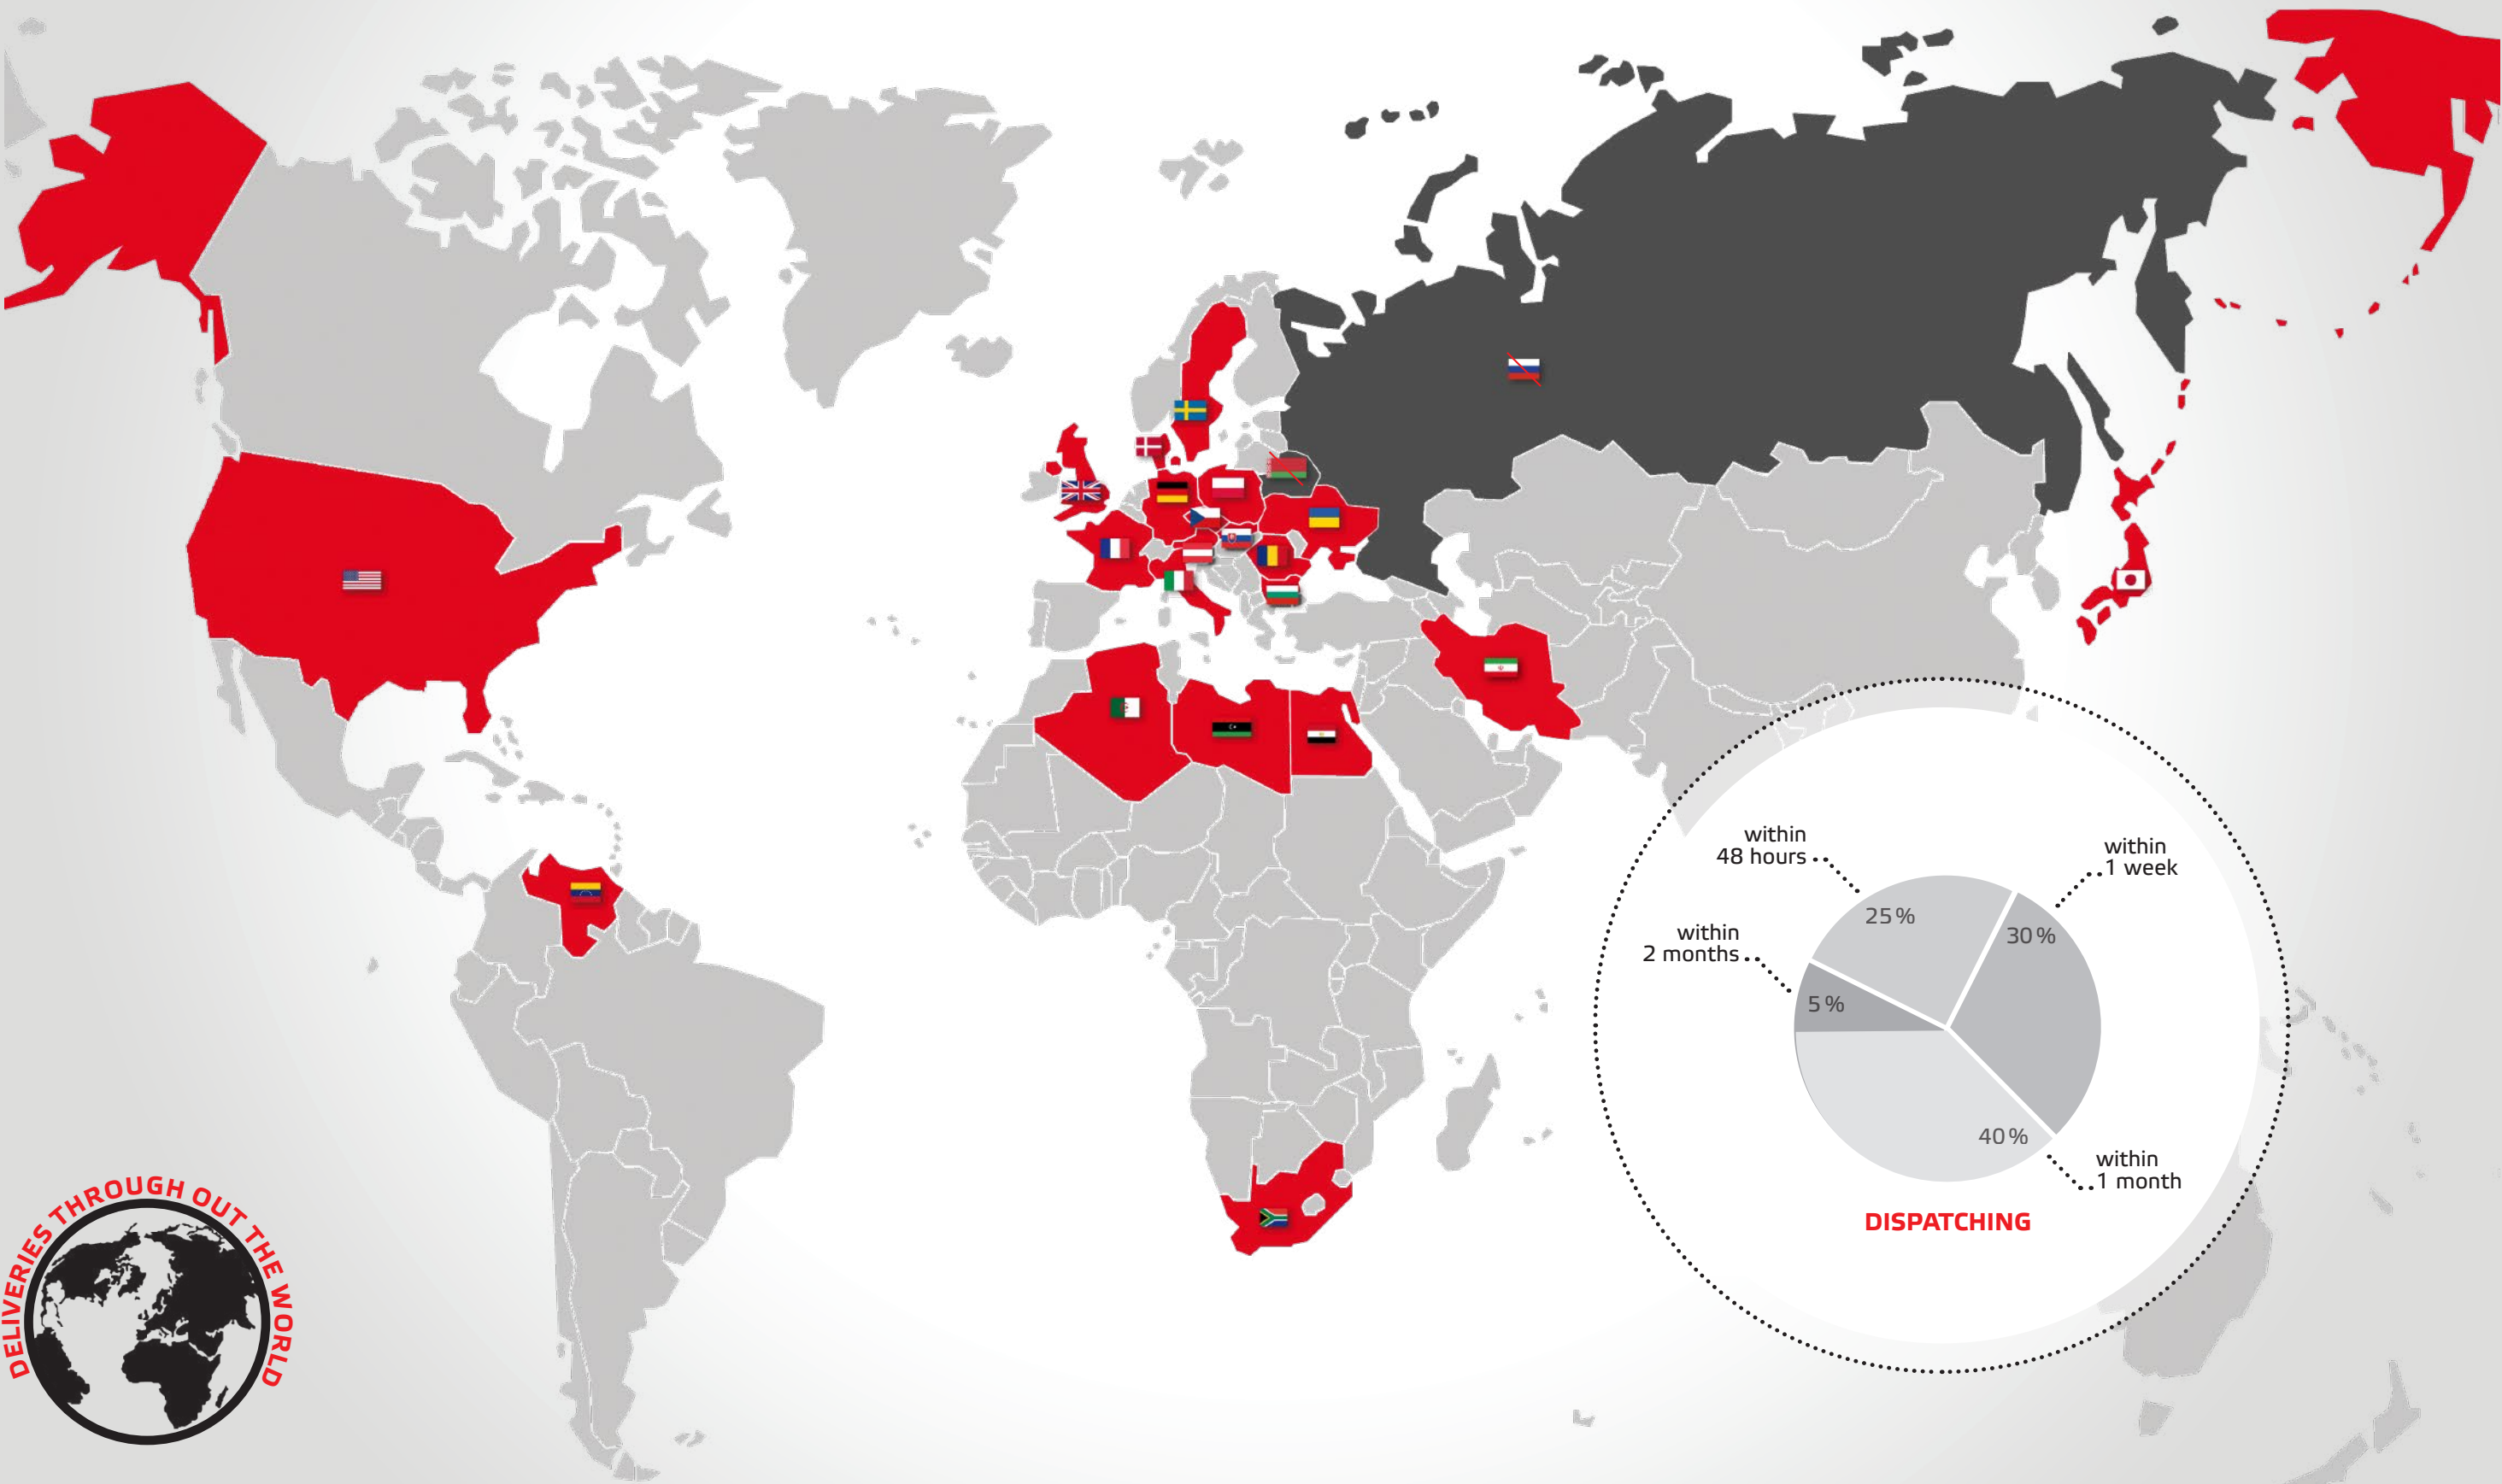 within
48 hours
within
1 week
25%
30%
within
2 months
5%
40%
within
1 month
DISPATCHING
DELIVERIES THROUGH OUT THE WORLD